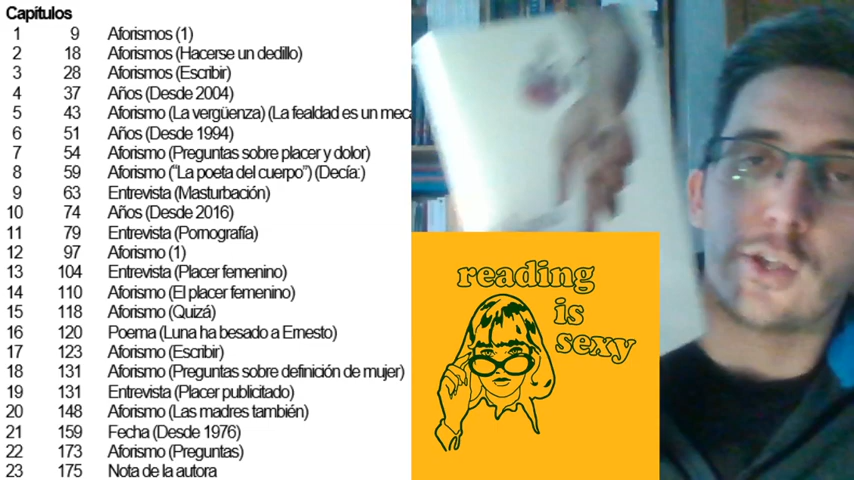 Capítulos
1 9 Aforismos (1)
2 18 Aforismos (Hacerse un dedillo)
3 28 Aforismos (Escribir)
4 37 Años (Desde 2004)
5 43 Aforismo (La vergüenza) (La fealdad es un meca
6 51 Años (Desde 1994)
7 54 Aforismo (Preguntas sobre placer y dolor)
8 59 Aforismo (“La poeta del cuerpo”) (Decía:)
9 63 Entrevista (Masturbación)
10 74 Años (Desde 2016)
11 79 Entrevista (Pornografía)
12 97 Aforismo (1)
13 104 Entrevista (Placer femenino)
14 110 Aforismo (El placer femenino)
15 118 Aforismo (Quizá)
16 120 Poema (Luna ha besado a Ernesto)
17 123 Aforismo (Escribir)
18 131 Aforismo (Preguntas sobre definición de mujer)
19 131 Entrevista (Placer publicitado)
20 148 Aforismo (Las madres también)
21 159 Fecha (Desde 1976)
22 173 Aforismo (Preguntas)
23 175 Nota de la autora
reading
is
sexy